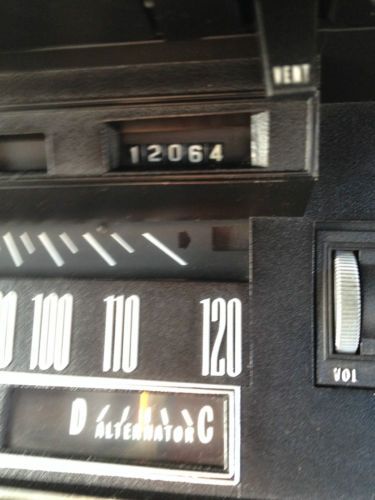 VENT
12064
100 110 120
VOL
D ALTERNATOR C